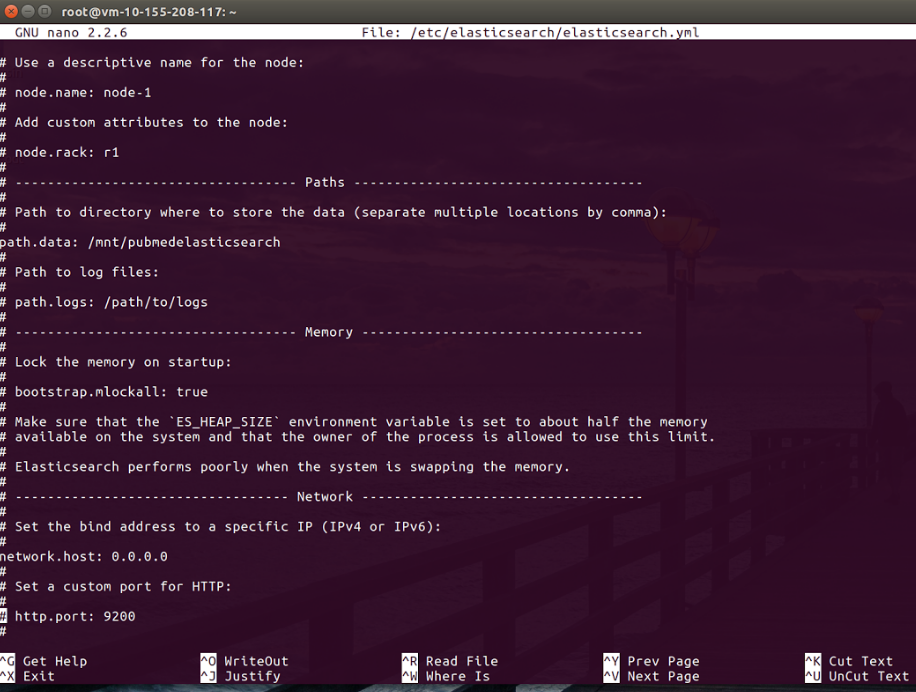 root@vm-10-155-208-117: ~
GNU nano 2.2.6 File: /etc/elasticsearch/elasticsearch.yml
# Use a descriptive name for the node:
#
# node.name: node-1
#
# Add custom attributes to the node:
#
# node.rack: r1
#
# ----------------------------------- Paths ------------------------------------
#
# Path to directory where to store the data (separate multiple locations by comma):
#
path.data: /mnt/pubmedelasticsearch
#
# Path to log files:
#
# path.logs: /path/to/logs
#
# ----------------------------------- Memory -----------------------------------
#
# Lock the memory on startup:
#
# bootstrap.mlockall: true
#
# Make sure that the `ES_HEAP_SIZE` environment variable is set to about half the memory
# available on the system and that the owner of the process is allowed to use this limit.
#
# Elasticsearch performs poorly when the system is swapping the memory.
#
# ---------------------------------- Network -----------------------------------
#
# Set the bind address to a specific IP (IPv4 or IPv6):
#
network.host: 0.0.0.0
#
# Set a custom port for HTTP:
#
# http.port: 9200
#
^G Get Help ^O WriteOut ^R Read File ^Y Prev Page ^K Cut Text
^X Exit ^J Justify ^W Where Is ^V Next Page ^U UnCut Text